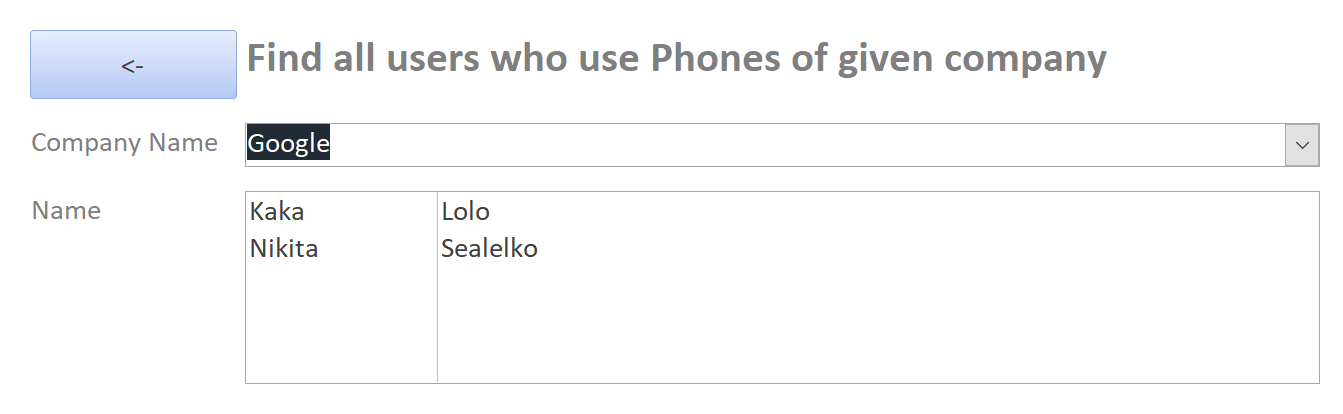 <- Find all users who use Phones of given company
Company Name Google
Name Kaka Lolo
Nikita Sealelko